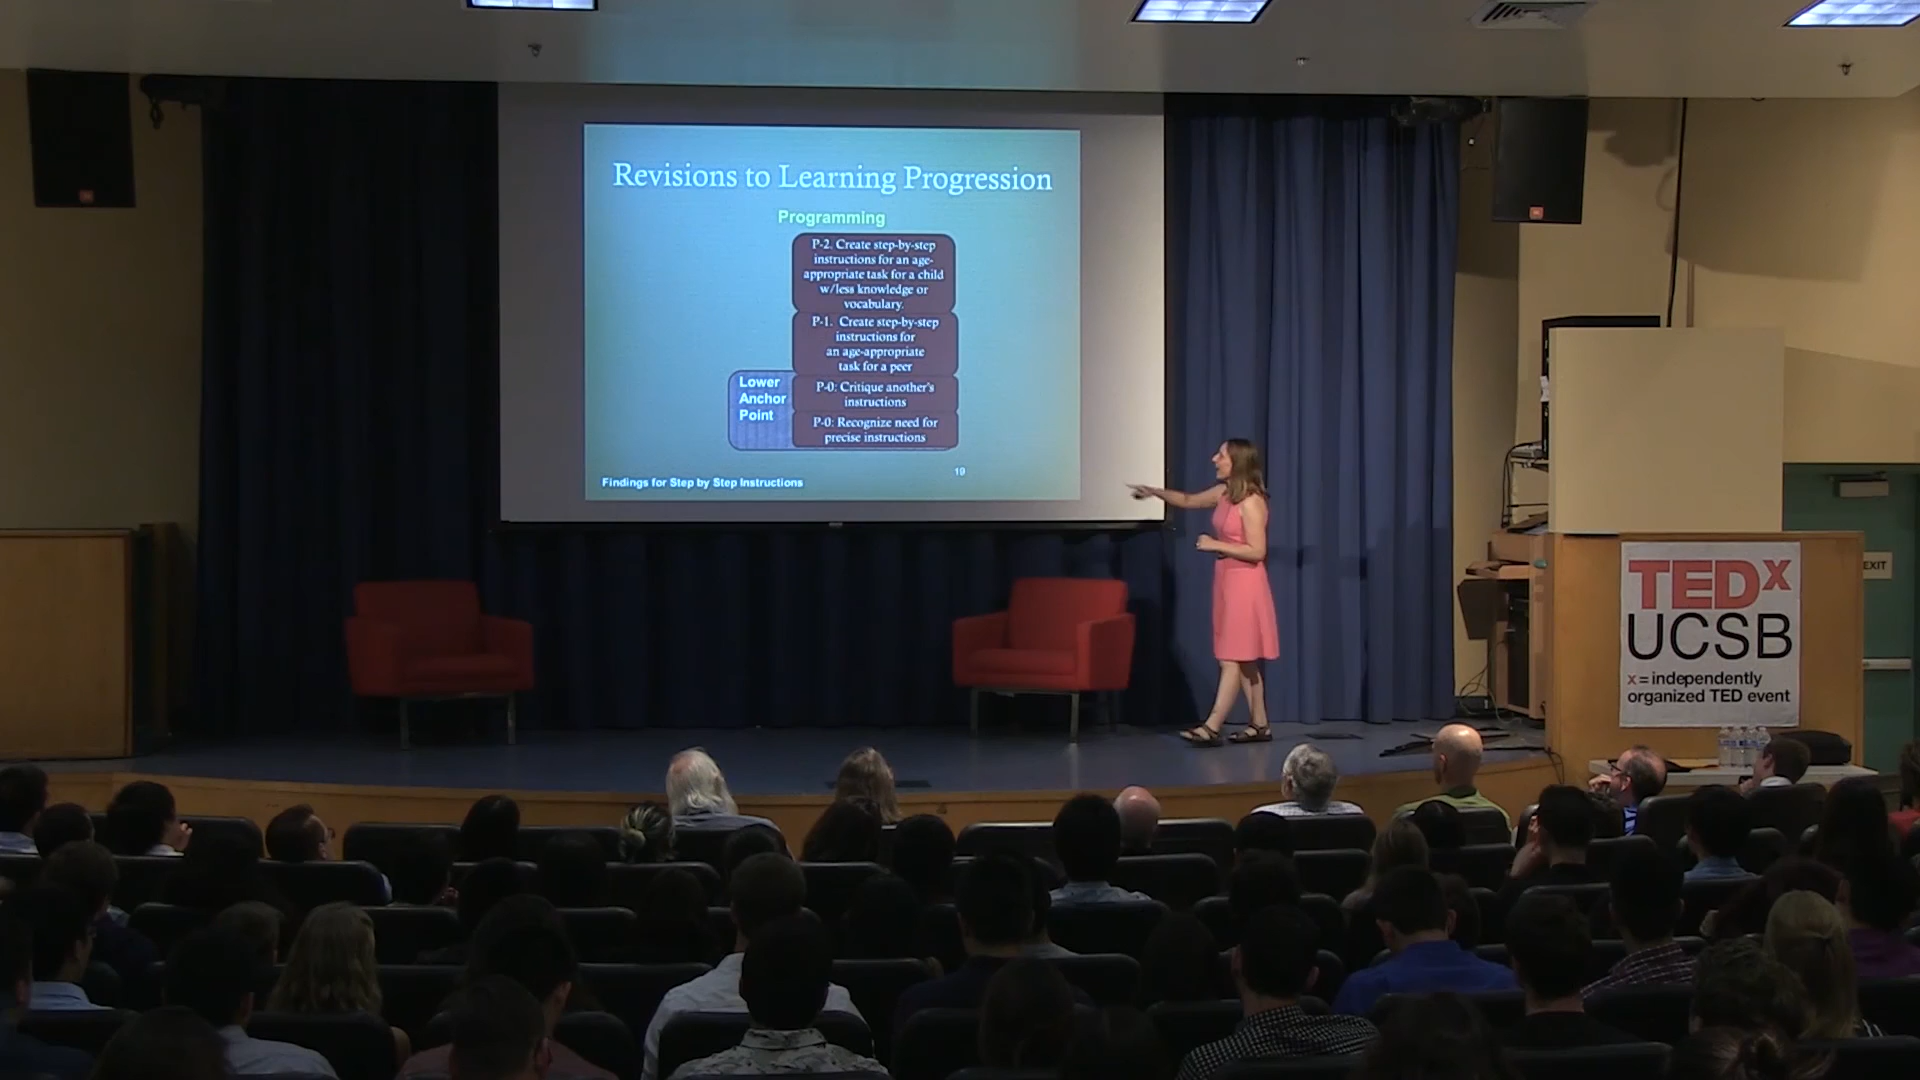 Revisions to Learning Progression
Programming
P-2. Create step-by-step
instructions for an age-
appropriate task for a child
w/less knowledge or
vocabulary.
P-1. Create step-by-step
instructions for
an age-appropriate
task for a peer
Lower
Anchor
Point
P-0: Critique another's
instructions
P-0: Recognize need for
precise instructions
19
Findings for Step by Step Instructions
EXIT
TEDx
UCSB
x = independently
organized TED event